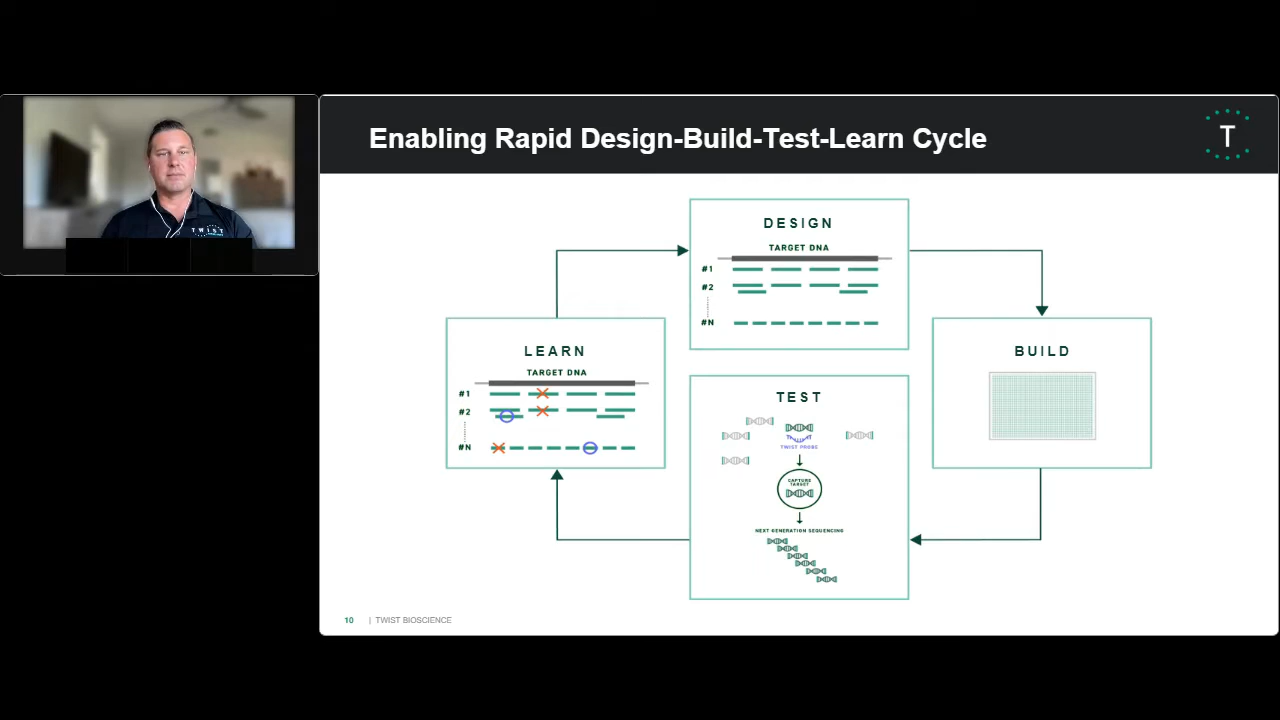 Enabling Rapid Design-Build-Test-Learn Cycle
T
TWIST
DESIGN
TARGET DNA
#1
#2
#N
LEARN
TARGET DNA
#1
#2
#N
BUILD
TEST
TWIST PROBE
CAPTURE
TARGET
NEXT GENERATION SEQUENCING
10 | TWIST BIOSCIENCE